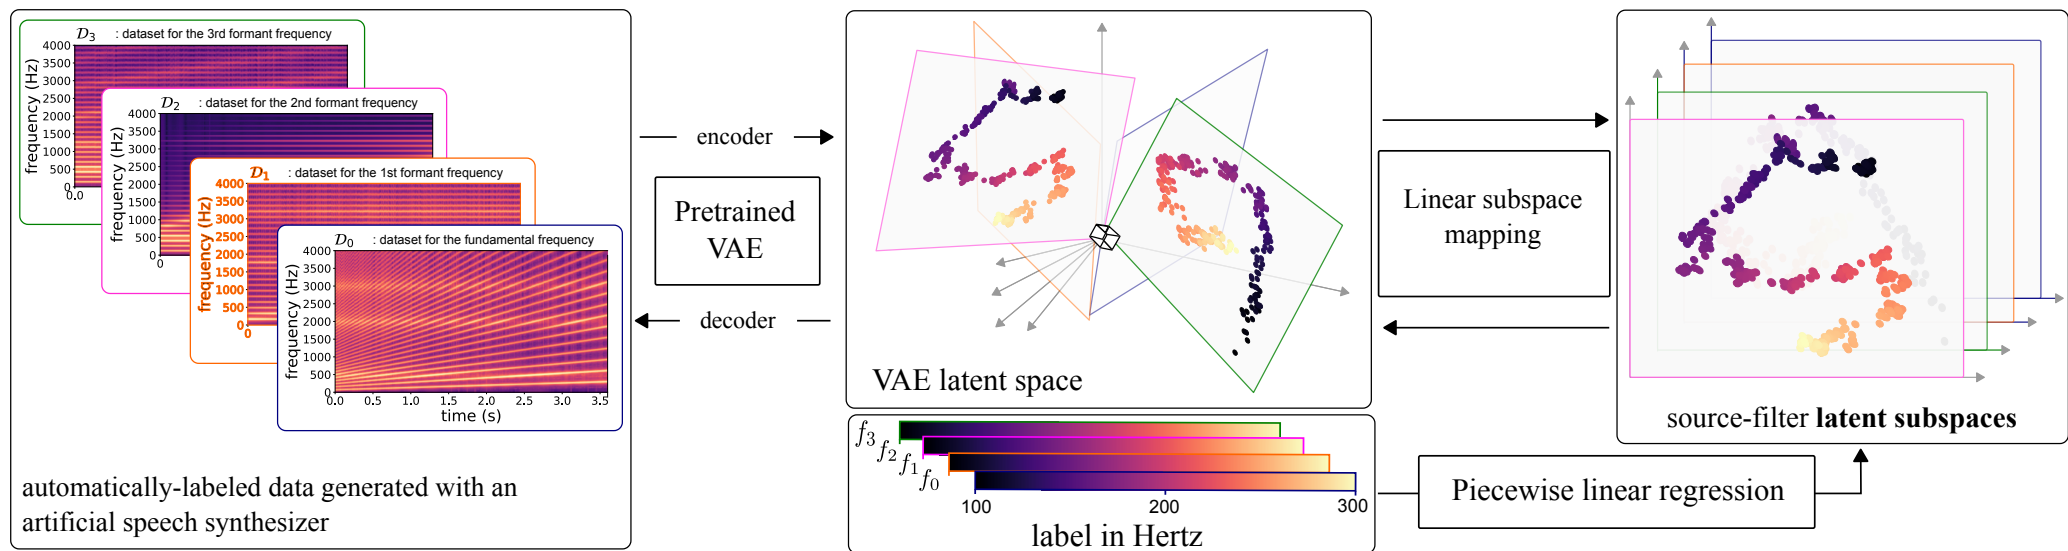 D3 : dataset for the 3rd formant frequency
frequency (Hz)
4000
3500
3000
2500
2000
1500
1000
500
0
0.0
D2 : dataset for the 2nd formant frequency
frequency (Hz)
4000
3500
3000
2500
2000
1500
1000
500
0
0
D1 : dataset for the 1st formant frequency
frequency (Hz)
4000
3500
3000
2500
2000
1500
1000
500
0
0
D0 : dataset for the fundamental frequency
frequency (Hz)
4000
3500
3000
2500
2000
1500
1000
500
0
0.0 0.5 1.0 1.5 2.0 2.5 3.0 3.5
time (s)
automatically-labeled data generated with an
artificial speech synthesizer
encoder
Pretrained
VAE
decoder
VAE latent space
f3
f2
f1
f0
100 200 300
label in Hertz
Linear subspace
mapping
Piecewise linear regression
source-filter latent subspaces